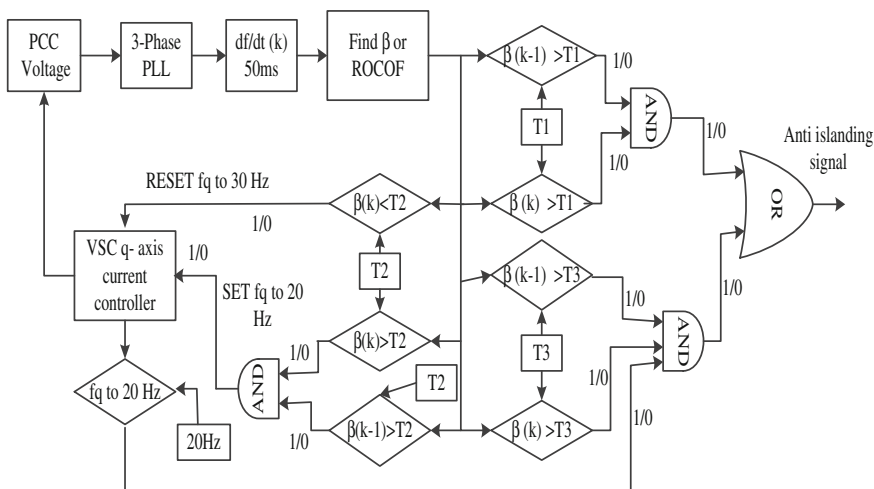 PCC
Voltage
3-Phase
PLL
df/dt (k)
50ms
Find β or
ROCOF
β (k-1) >T1
1/0
T1
AND
1/0
1/0
Anti islanding
signal
OR
RESET fq to 30 Hz
1/0
β(k)<T2
β (k) >T1
VSC q- axis
current
controller
1/0
SET fq to 20
Hz
T2
β (k-1) >T3
1/0
1/0
AND
β(k)>T2
1/0
T3
1/0
fq to 20 Hz
AND
T2
20Hz
1/0
β(k-1)>T2
β (k) >T3
1/0